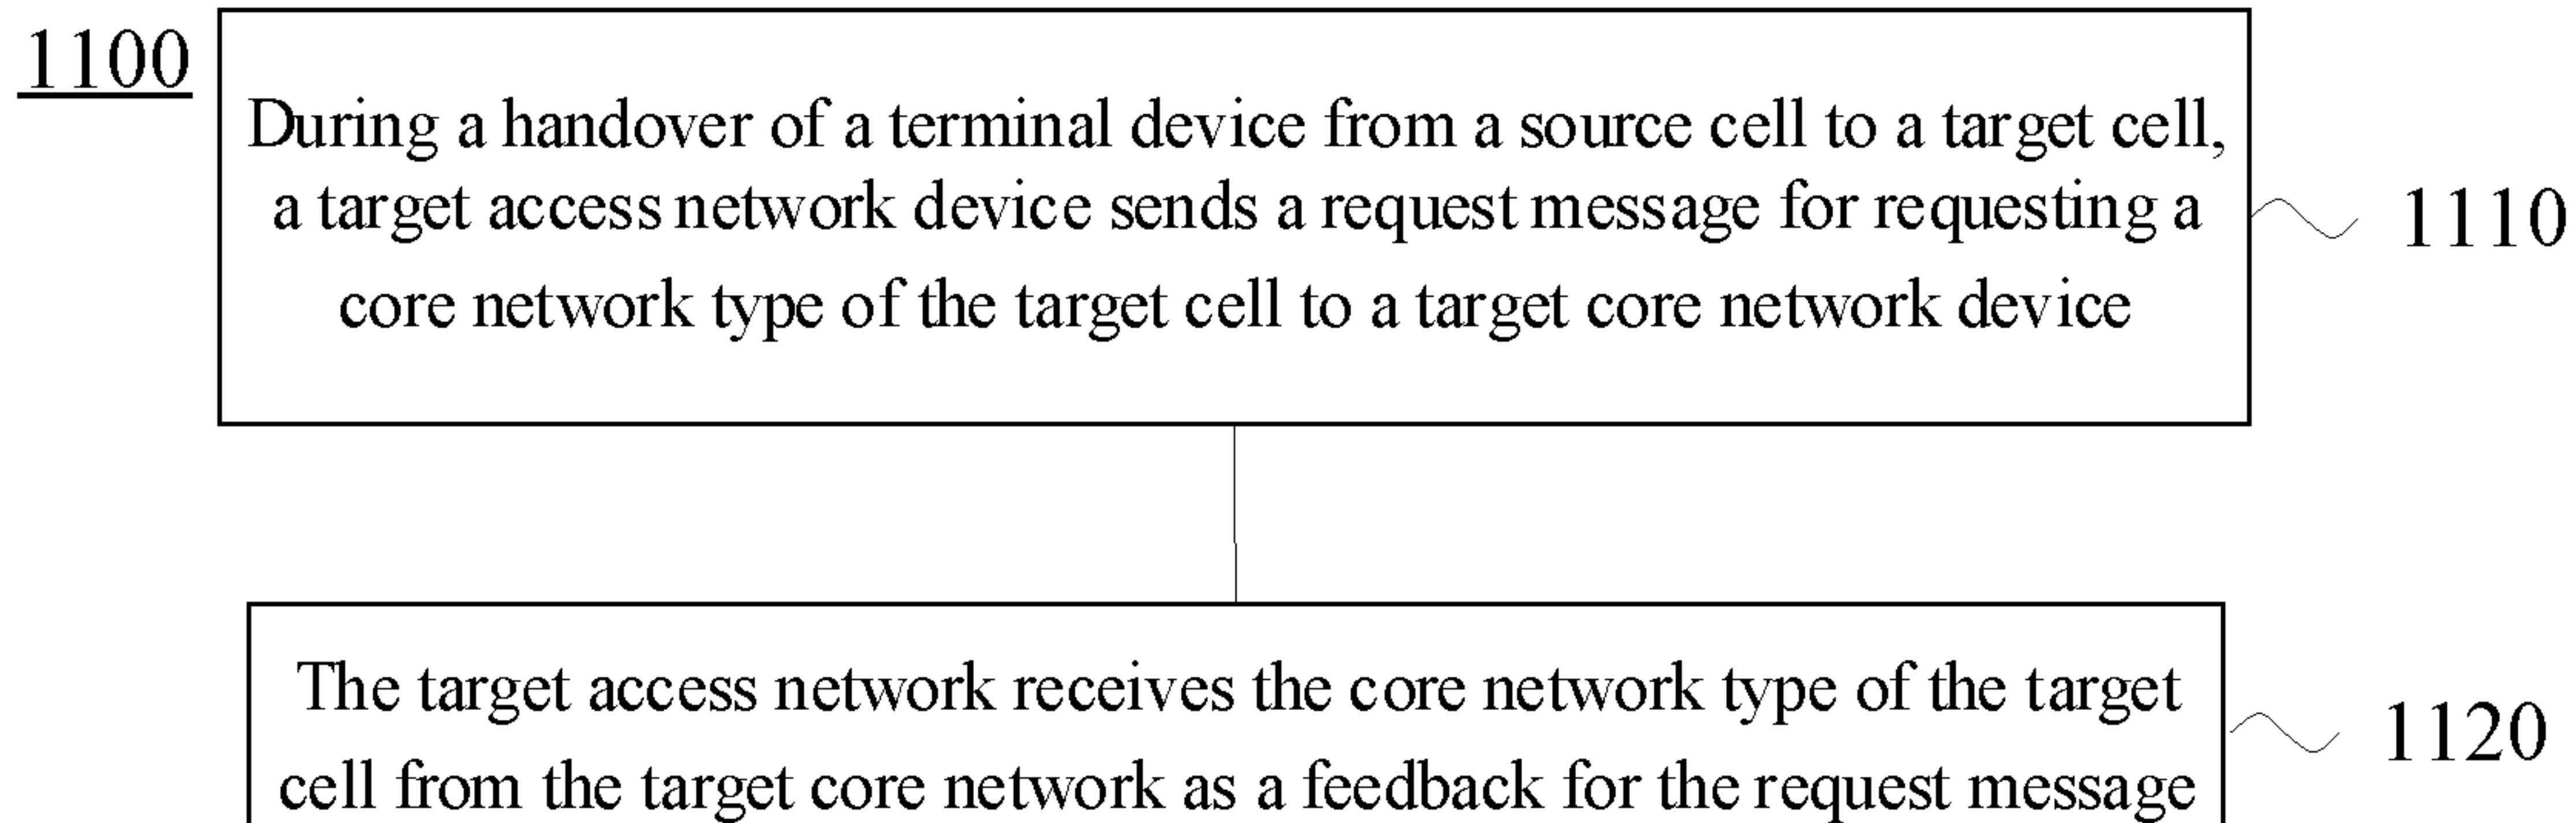 1100
During a handover of a terminal device from a source cell to a target cell,
a target access network device sends a request message for requesting a
core network type of the target cell to a target core network device
1110
The target access network receives the core network type of the target
cell from the target core network as a feedback for the request message
1120